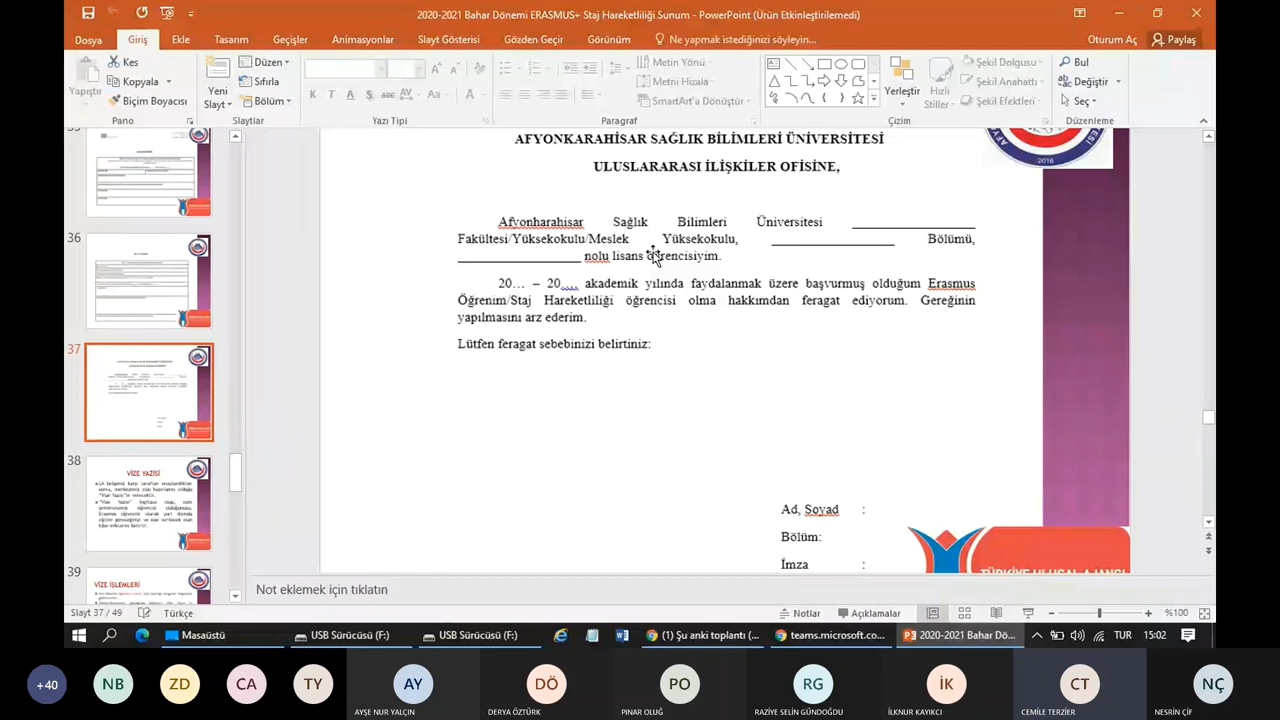 2020-2021 Bahar Dönemi ERASMUS+ Staj Hareketliliği Sunum - PowerPoint (Ürün Etkinleştirilemedi)
Dosya Giriş Ekle Tasarım Geçişler Animasyonlar Slayt Gösterisi Gözden Geçir Görünüm Ne yapmak istediğinizi söyleyin... Oturum Aç Paylaş
Yapıştır
Kes
Kopyala
Biçim Boyacısı
Pano
Yeni Slayt
Düzen
Sıfırla
Bölüm
Slaytlar
Yazı Tipi
Metin Yönü
Metni Hizala
SmartArt'a Dönüştür
Paragraf
Yerleştir
Hızlı Stiller
Şekil Dolgusu
Şekil Anahattı
Şekil Efektleri
Çizim
Bul
Değiştir
Seç
Düzenleme
36
37
38
VİZE YAZISI
39
VİZE İŞLEMLERİ
AFYONKARAHİSAR SAĞLIK BİLİMLERİ ÜNİVERSİTESİ
ULUSLARARASI İLİŞKİLER OFİSİNE,
Afyonharahisar Sağlık Bilimleri Üniversitesi ___________________
Fakültesi/Yüksekokulu/Meslek Yüksekokulu, ___________________ Bölümü,
___________________ nolu lisans öğrencisiyim.
20… – 20…. akademik yılında faydalanmak üzere başvurmuş olduğum Erasmus
Öğrenim/Staj Hareketliliği öğrencisi olma hakkımdan feragat ediyorum. Gereğinin
yapılmasını arz ederim.
Lütfen feragat sebebinizi belirtiniz:
Ad, Soyad :
Bölüm:
İmza :
2018
TÜRKİYE ULUSAL AJANSI
Not eklemek için tıklatın
Slayt 37 / 49 Türkçe Notlar Açıklamalar %100
Masaüstü USB Sürücüsü (F:) USB Sürücüsü (F:) (1) Şu anki toplantı (... teams.microsoft.co... 2020-2021 Bahar Dö... TUR 15:02
+40 NB ZD CA TY AY DÖ PO RG İK CT NÇ
AYŞE NUR YALÇIN DERYA ÖZTÜRK PINAR OLUĞ RAZİYE SELİN GÜNDOĞDU İLKNUR KAYIKCI CEMİLE TERZİER NESRİN ÇİF